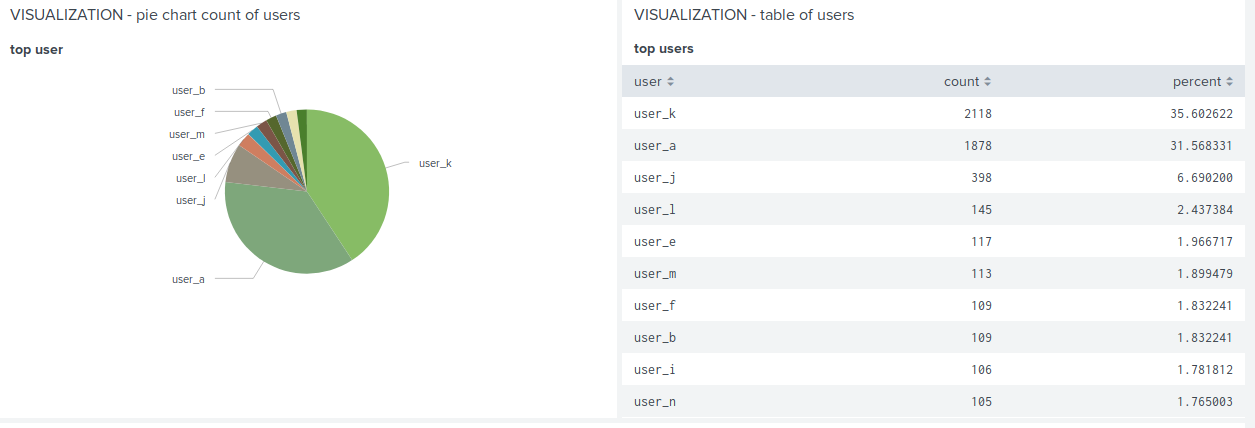 VISUALIZATION - pie chart count of users
top user
user_b
user_f
user_m
user_e
user_l
user_j
user_a
user_k
VISUALIZATION - table of users
top users
user count percent
user_k 2118 35.602622
user_a 1878 31.568331
user_j 398 6.690200
user_l 145 2.437384
user_e 117 1.966717
user_m 113 1.899479
user_f 109 1.832241
user_b 109 1.832241
user_i 106 1.781812
user_n 105 1.765003